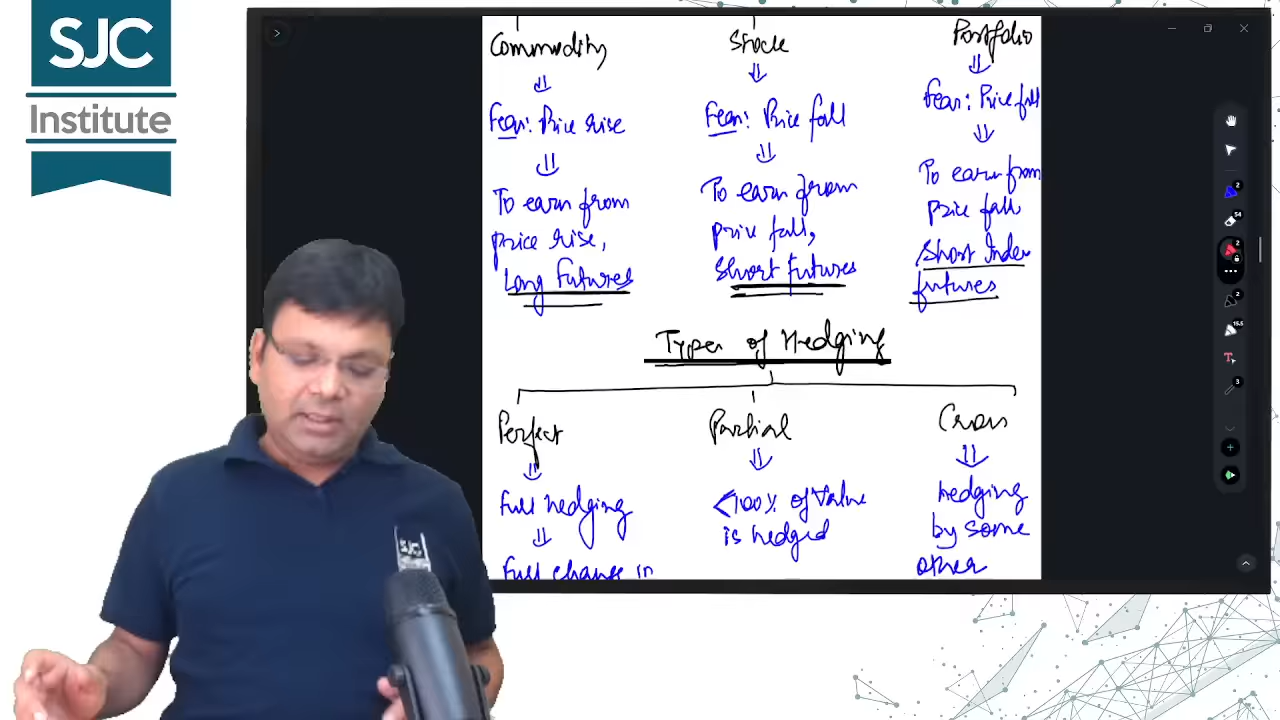 SJC
Institute
Commodity
Fear: Price rise
To earn from
price rise,
Long Futures
Stock
Fear: Price fall
To earn from
price fall,
Short futures
Portfolio
Fear: Price fall
To earn from
price fall,
Short Index
futures
Types of Hedging
Perfect
Full hedging
Full change in
Partial
<100% of Value
is hedged
Cross
Hedging
by some
other
SJC